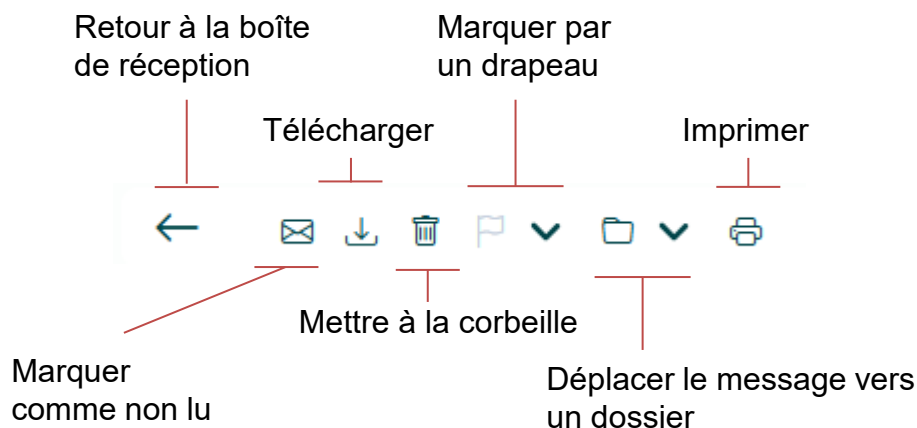 Retour à la boîte
de réception
Marquer par
un drapeau
Télécharger
Imprimer
Mettre à la corbeille
Marquer
comme non lu
Déplacer le message vers
un dossier